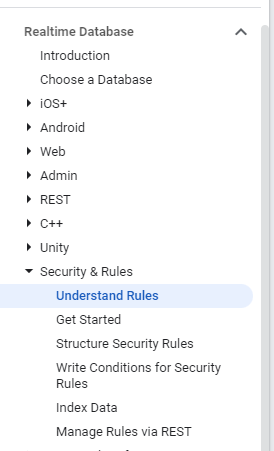 Realtime Database
Introduction
Choose a Database
iOS+
Android
Web
Admin
REST
C++
Unity
Security & Rules
Understand Rules
Get Started
Structure Security Rules
Write Conditions for Security
Rules
Index Data
Manage Rules via REST